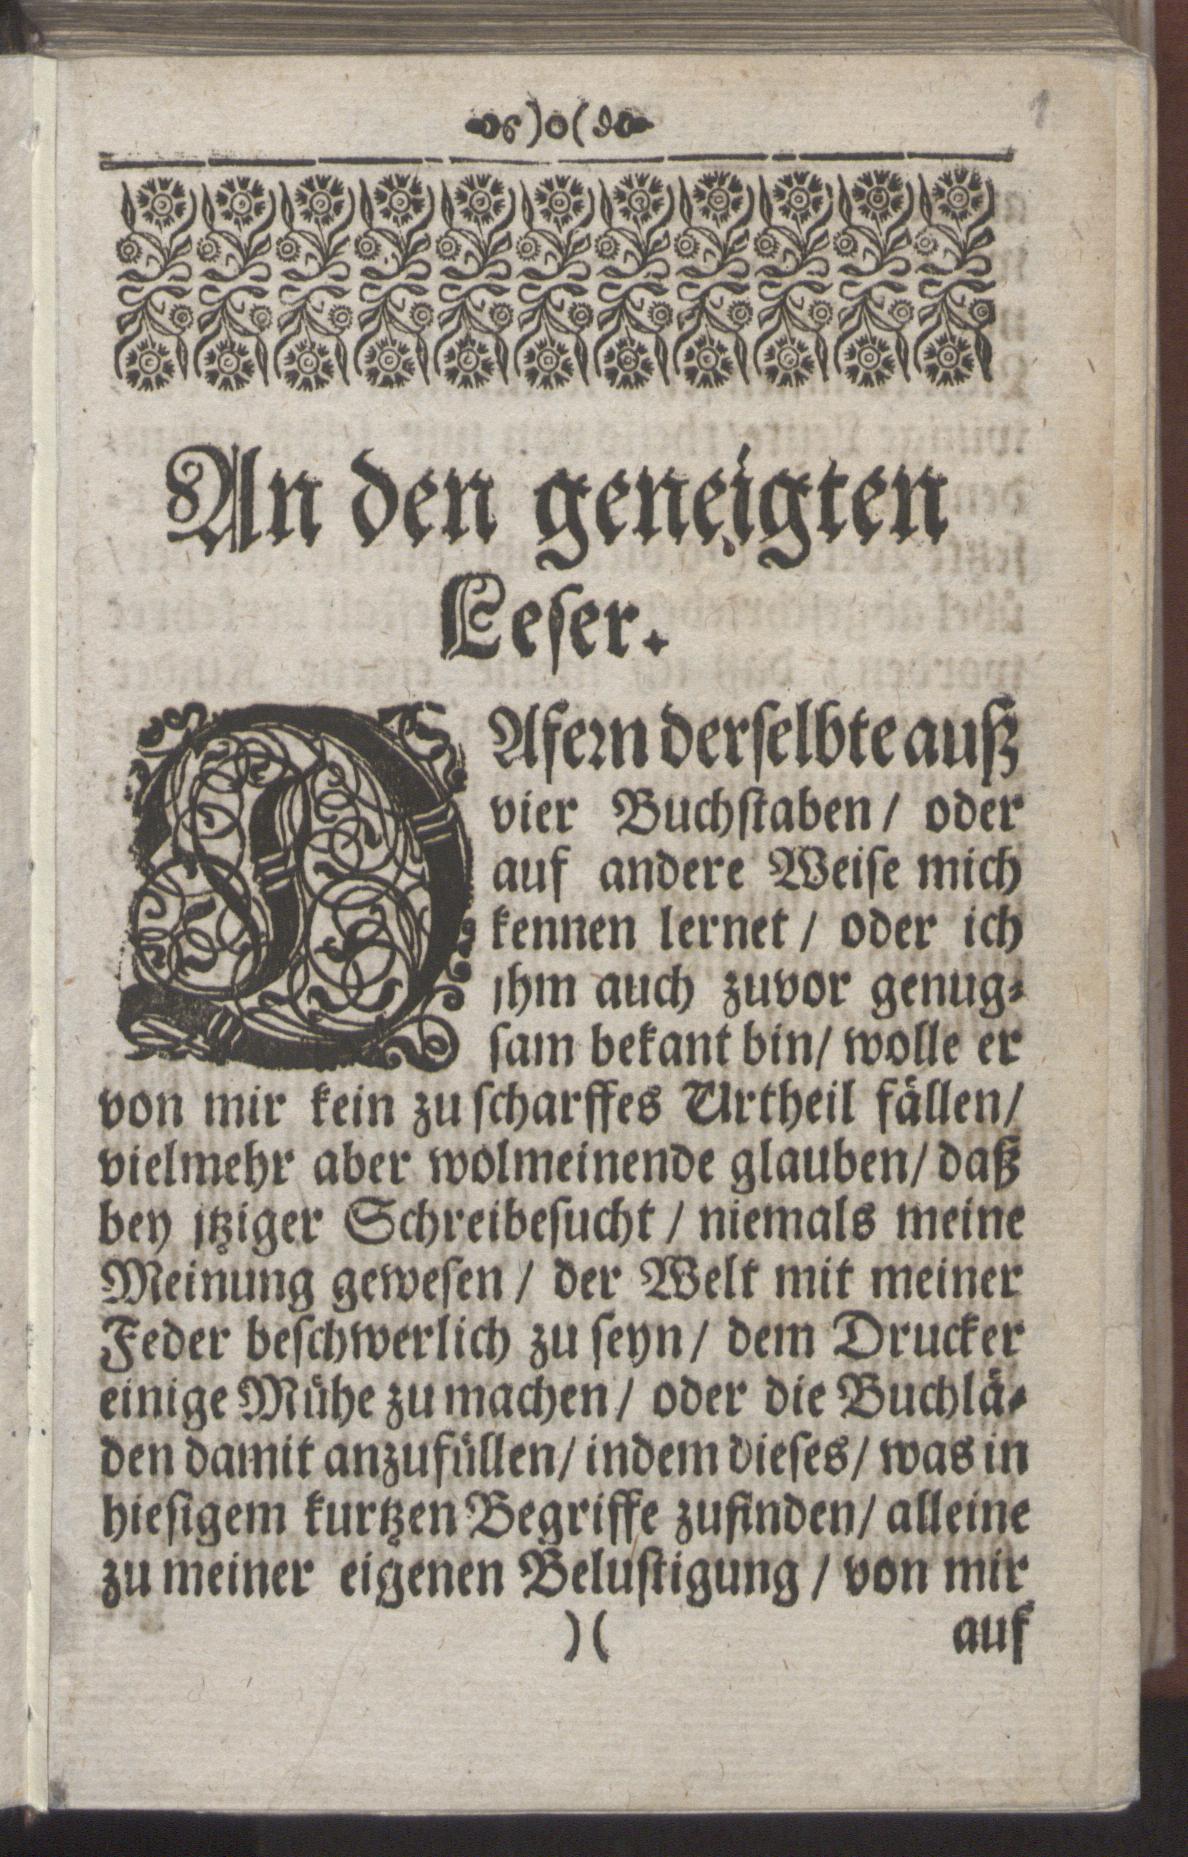 )o(
1
An den geneigten
Leser.
DAfern derselbte auß
vier Buchstaben / oder
auf andere Weise mich
kennen lernet / oder ich
jhm auch zuvor genug⸗
sam bekant bin / wolle er
von mir kein zu scharffes Urtheil fällen /
vielmehr aber wolmeinende glauben / daß
bey jtziger Schreibesucht / niemals meine
Meinung gewesen / der Welt mit meiner
Feder beschwerlich zu seyn / dem Drucker
einige Mühe zu machen / oder die Buchlä⸗
den damit anzufüllen / indem dieses / was in
hiesigem kurtzen Begriffe zufinden / alleine
zu meiner eigenen Belustigung / von mir
)(
auf